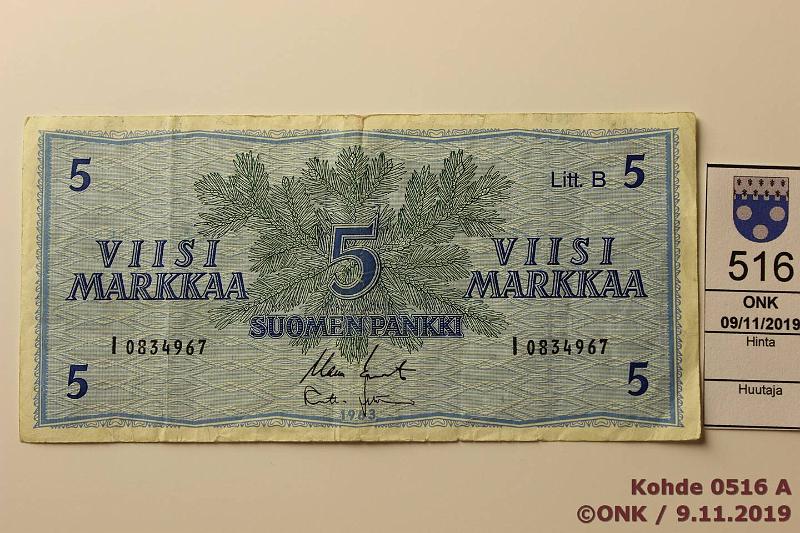 5
Litt. B 5
VIISI MARKKAA
5
VIISI MARKKAA
SUOMEN PANKKI
I 0834967
I 0834967
5
1963
5
516
ONK
09/11/2019
Hinta
Huutaja
Kohde 0516 A
©ONK / 9.11.2019